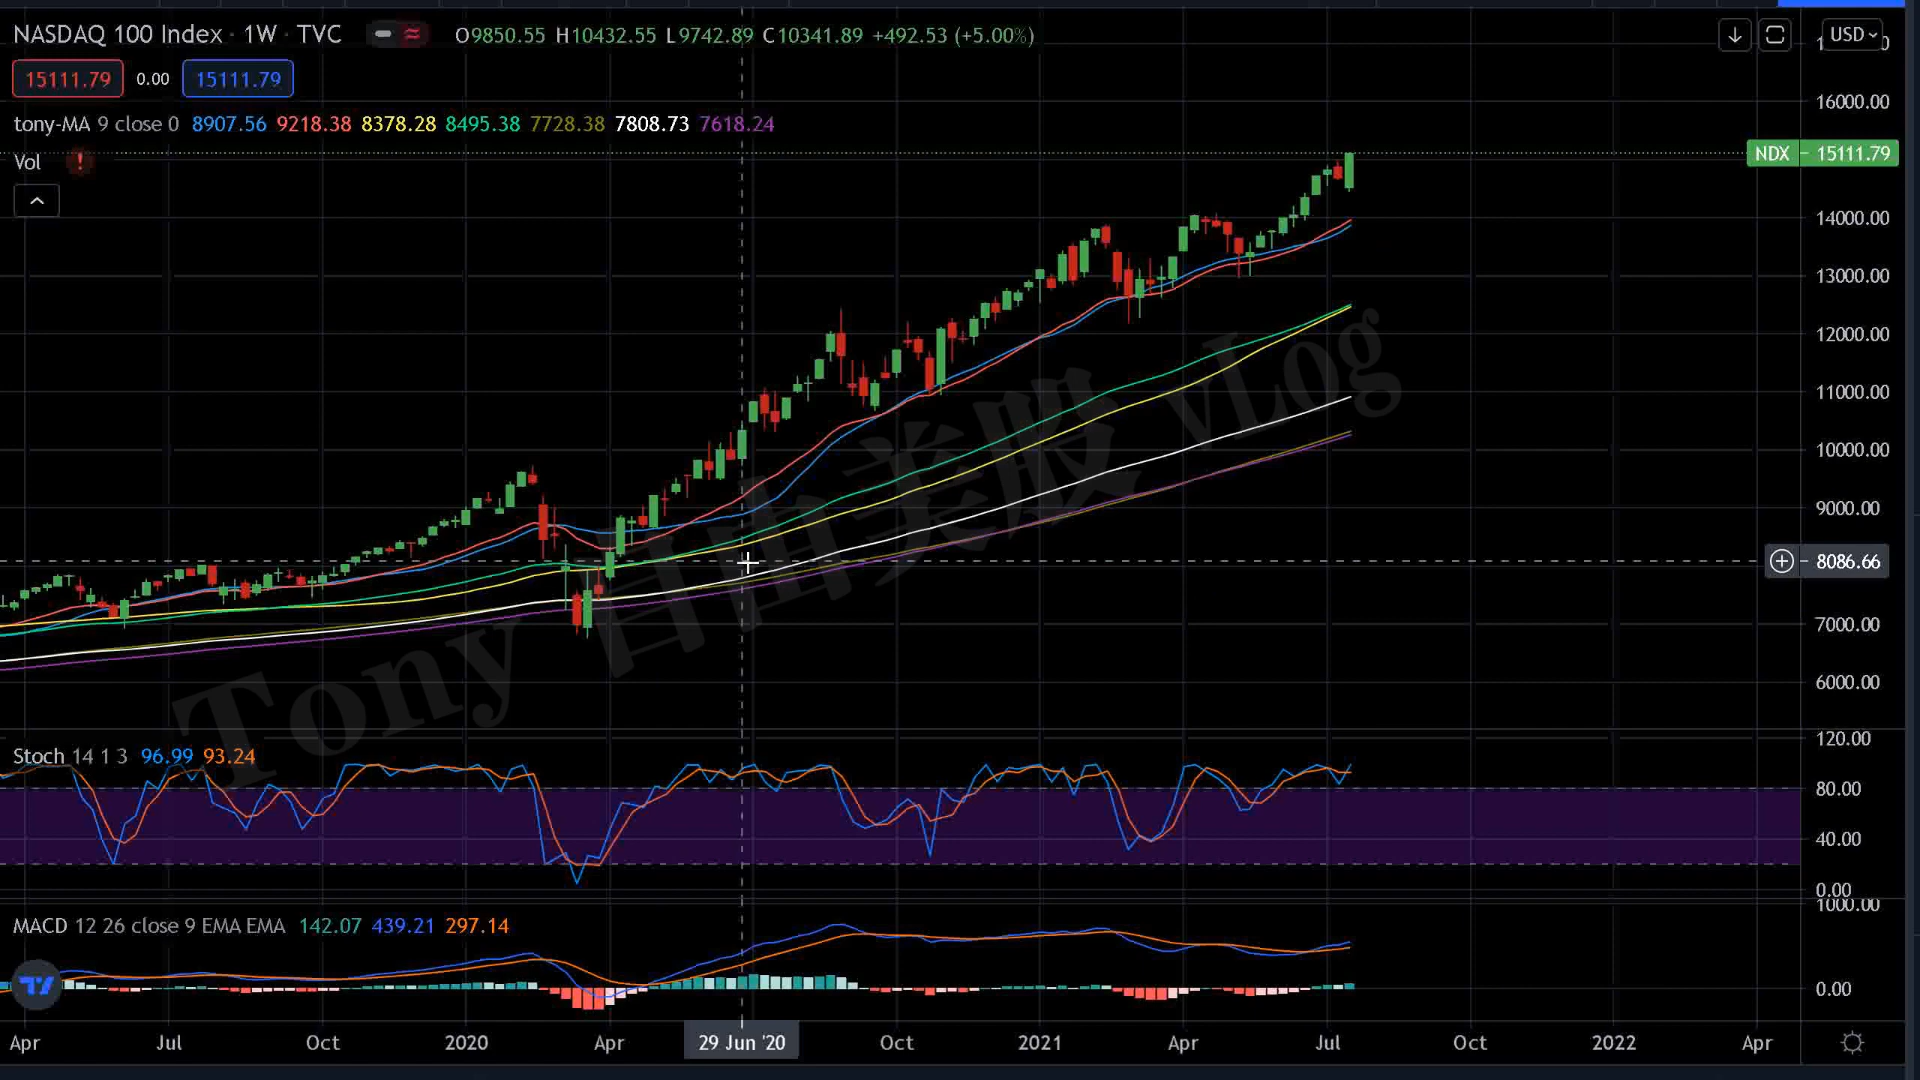 NASDAQ 100 Index · 1W · TVC O9850.55 H10432.55 L9742.89 C10341.89 +492.53 (+5.00%)
USD
15111.79 0.00 15111.79
16000.00
tony-MA 9 close 0 8907.56 9218.38 8378.28 8495.38 7728.38 7808.73 7618.24
NDX 15111.79
Vol !
14000.00
13000.00
12000.00
11000.00
10000.00
9000.00
8086.66
7000.00
6000.00
Tony 自由美股 vLog
Stoch 14 1 3 96.99 93.24
120.00
80.00
40.00
0.00
1000.00
MACD 12 26 close 9 EMA EMA 142.07 439.21 297.14
0.00
Apr Jul Oct 2020 Apr 29 Jun '20 Oct 2021 Apr Jul Oct 2022 Apr